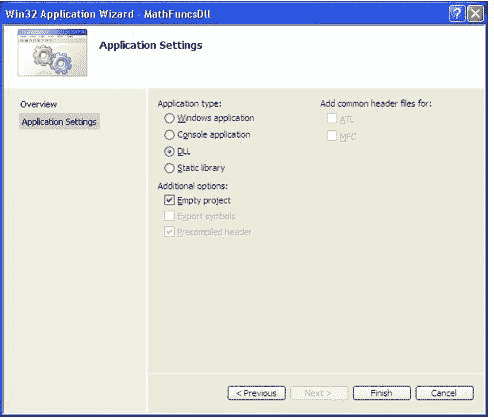 Win32 Application Wizard - MathFuncsDll
Application Settings
Overview
Application Settings
Application type:
Windows application
Console application
DLL
Static library
Additional options:
Empty project
Export symbols
Precompiled header
Add common header files for:
ATL
MFC
< Previous
Next >
Finish
Cancel